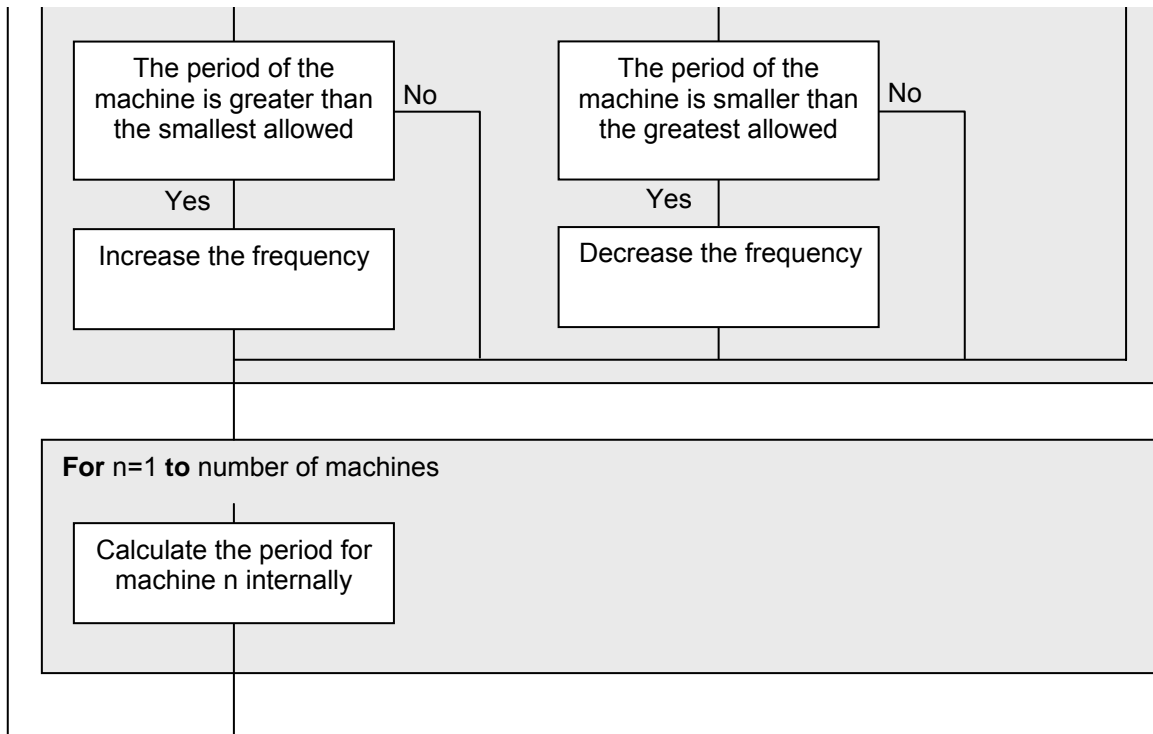 The period of the
machine is greater than
the smallest allowed
No
The period of the
machine is smaller than
the greatest allowed
No
Yes
Yes
Increase the frequency
Decrease the frequency
For n=1 to number of machines
Calculate the period for
machine n internally